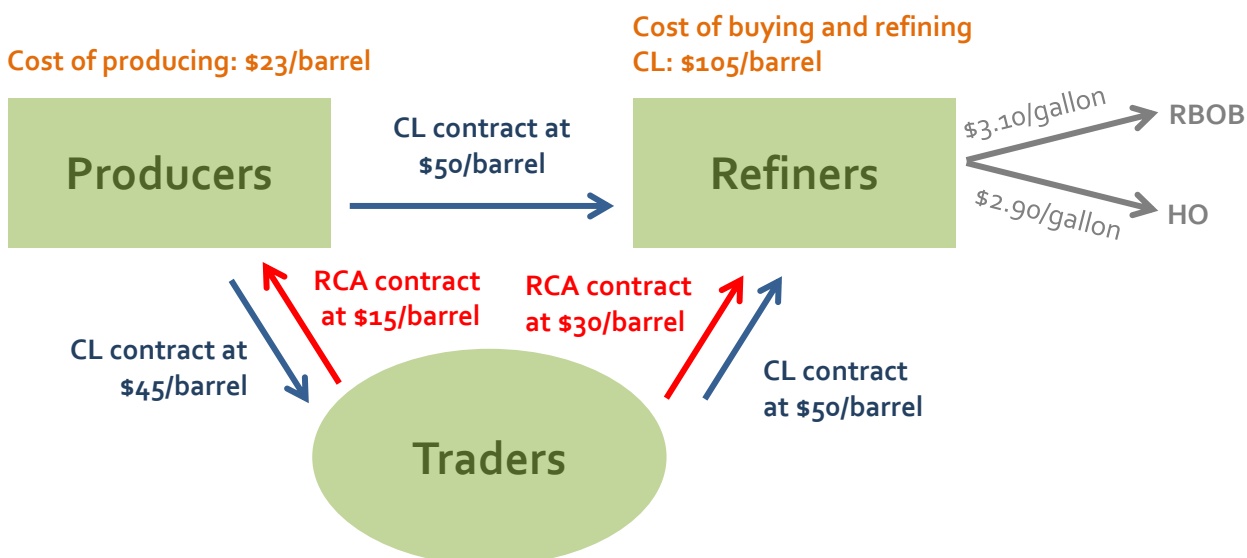 Cost of producing: $23/barrel
Cost of buying and refining
CL: $105/barrel
Producers
CL contract at
$50/barrel
Refiners
$3.10/gallon
RBOB
$2.90/gallon
HO
RCA contract
at $15/barrel
RCA contract
at $30/barrel
CL contract at
$45/barrel
CL contract
at $50/barrel
Traders